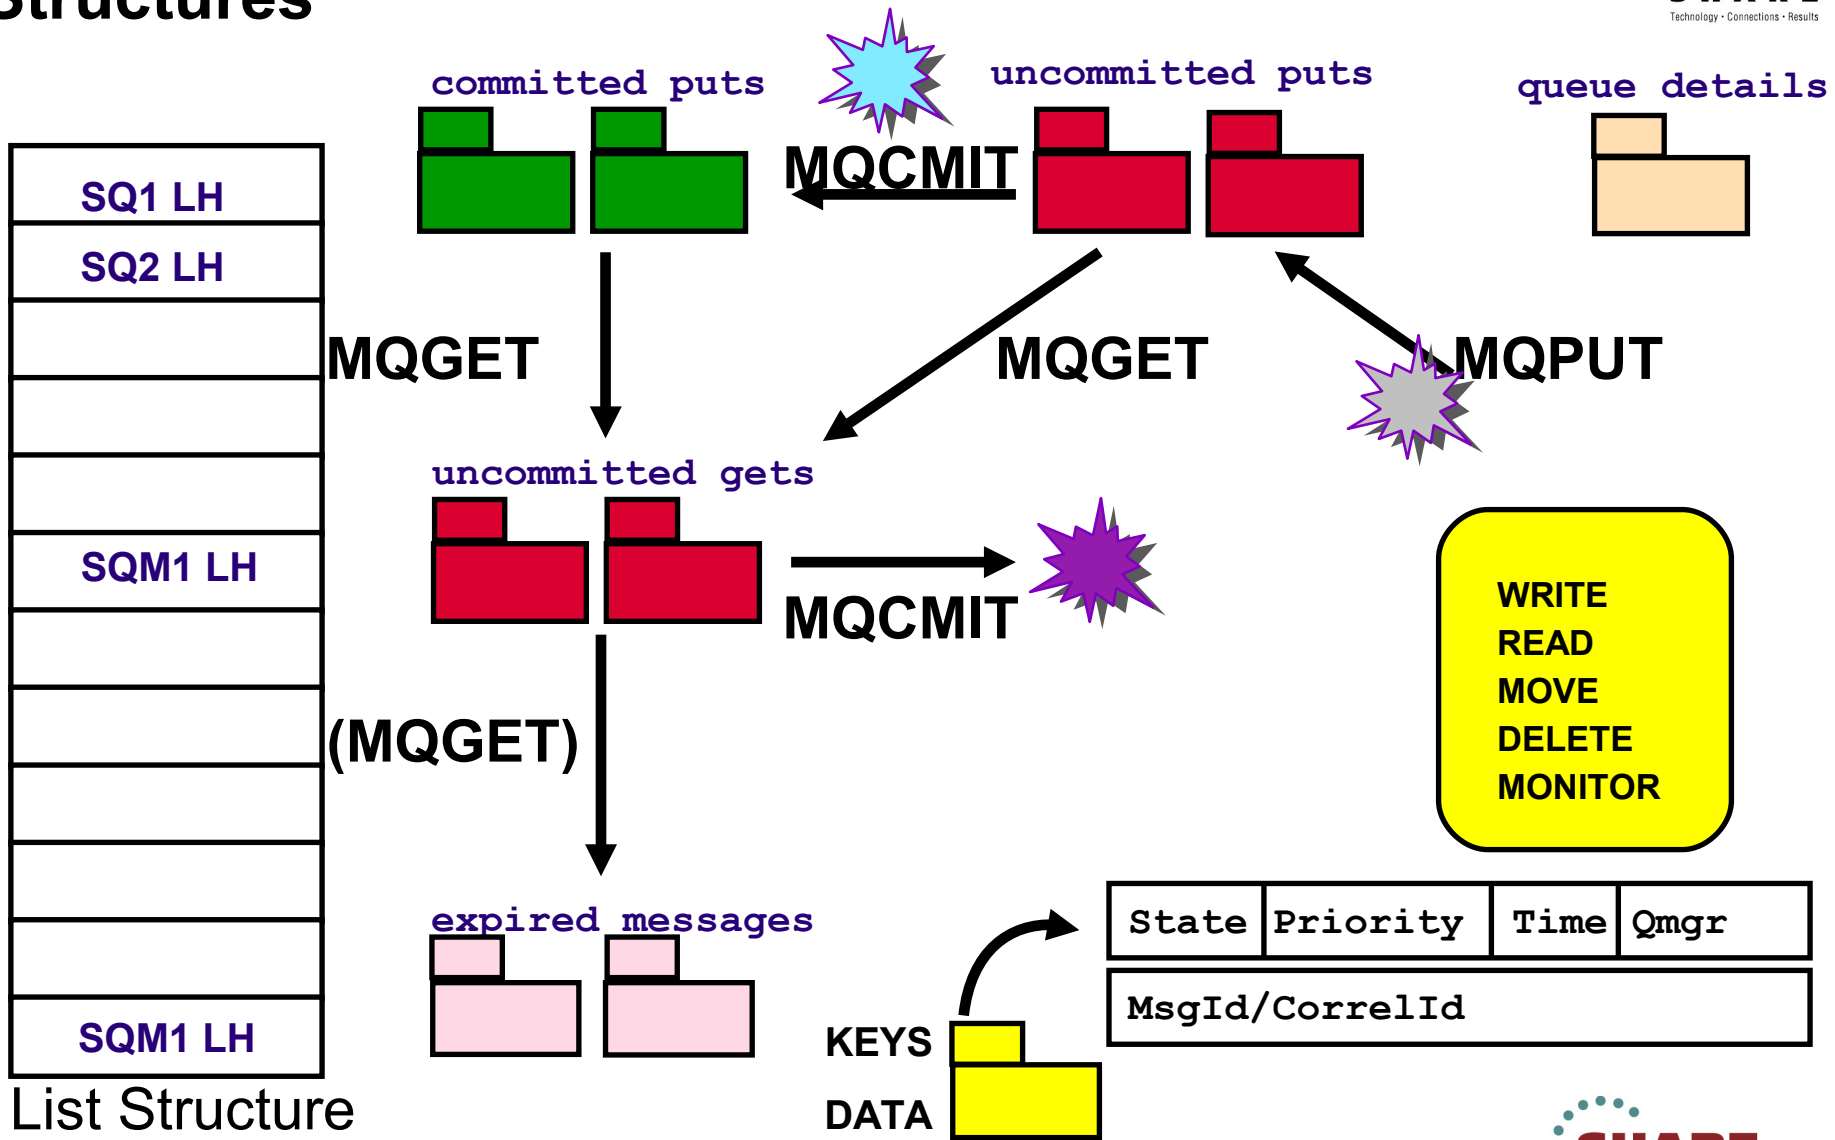 Structures
Technology • Connections • Results
committed puts
uncommitted puts
queue details
MQCMIT
SQ1 LH
SQ2 LH
MQGET
MQGET
MQPUT
uncommitted gets
SQM1 LH
MQCMIT
WRITE
READ
MOVE
DELETE
MONITOR
(MQGET)
expired messages
State Priority Time Qmgr
MsgId/CorrelId
SQM1 LH
KEYS
DATA
List Structure